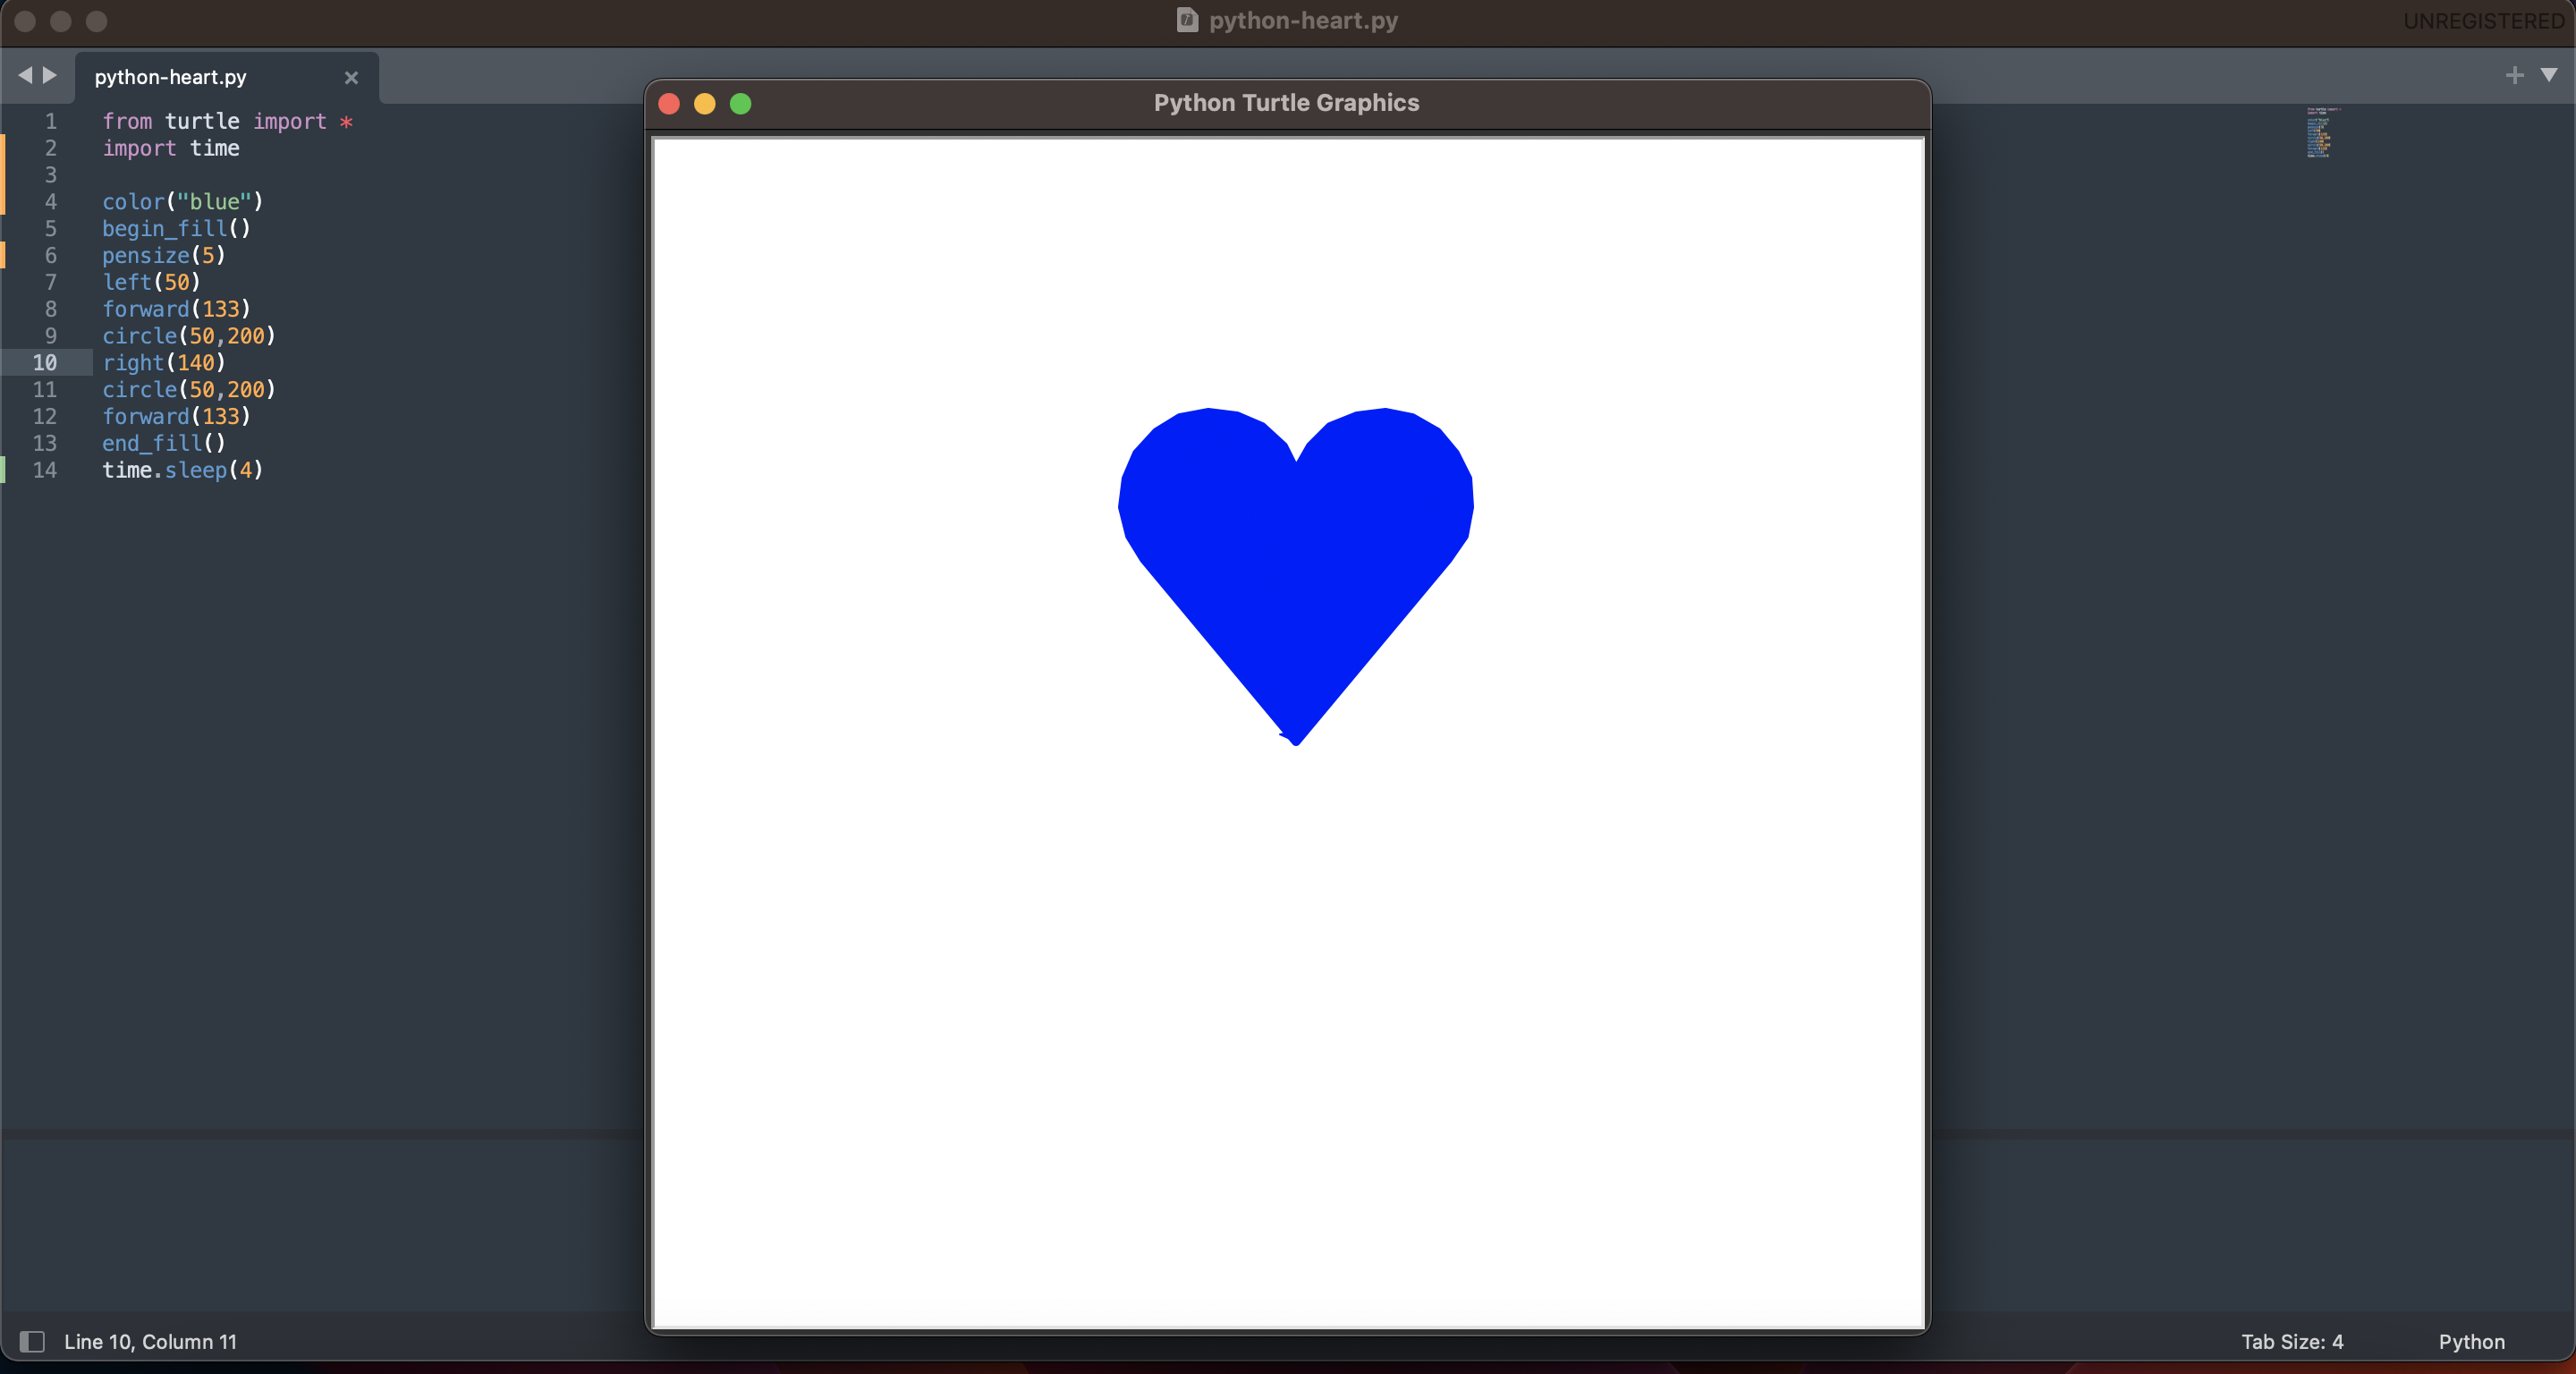 python-heart.py
UNREGISTERED
python-heart.py
Python Turtle Graphics
1 from turtle import *
2 import time
3
4 color("blue")
5 begin_fill()
6 pensize(5)
7 left(50)
8 forward(133)
9 circle(50,200)
10 right(140)
11 circle(50,200)
12 forward(133)
13 end_fill()
14 time.sleep(4)
Line 10, Column 11
Tab Size: 4
Python